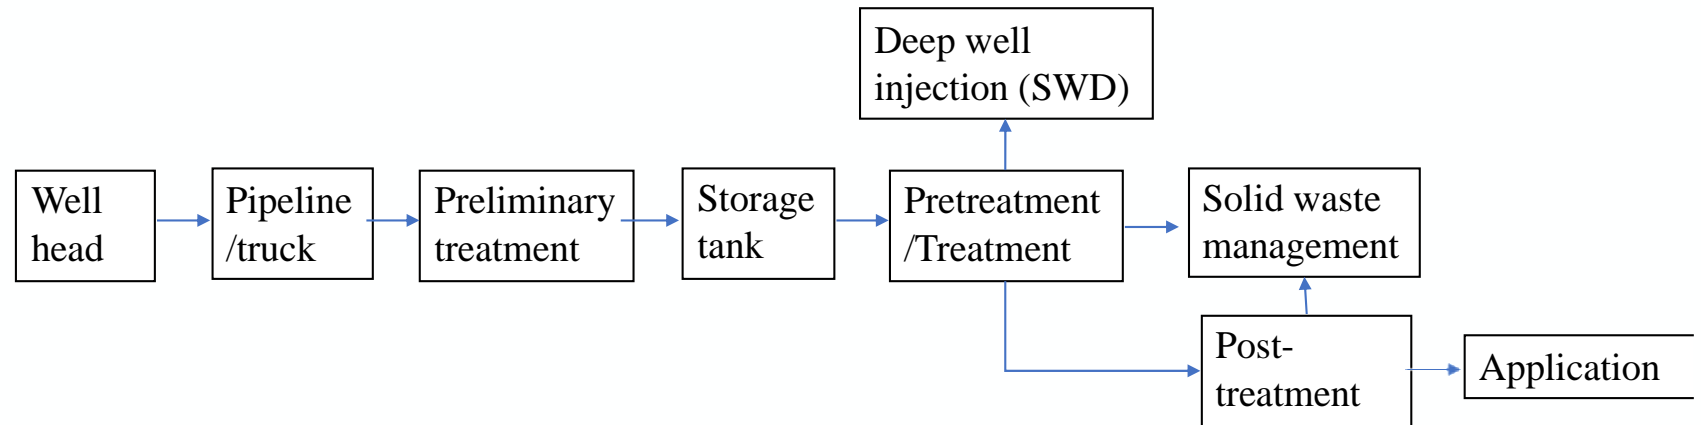 Deep well
injection (SWD)
Well
head
Pipeline
/truck
Preliminary
treatment
Storage
tank
Pretreatment
/Treatment
Solid waste
management
Post-
treatment
Application